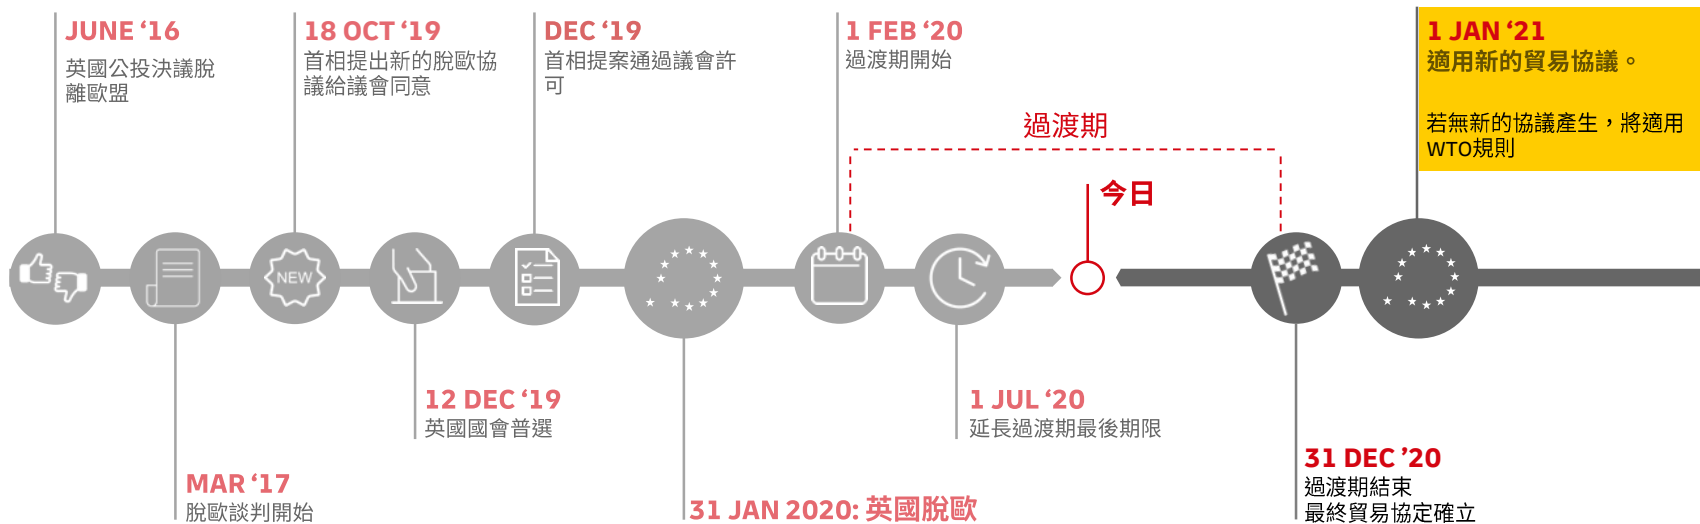 JUNE ‘16
英國公投決議脫
離歐盟
18 OCT ‘19
首相提出新的脫歐協
議給議會同意
DEC ‘19
首相提案通過議會許
可
1 FEB ‘20
過渡期開始
1 JAN ‘21
適用新的貿易協議。
若無新的協議產生，將適用
WTO規則
過渡期
今日
NEW
12 DEC ‘19
英國國會普選
1 JUL ‘20
延長過渡期最後期限
MAR ‘17
脫歐談判開始
31 JAN 2020: 英國脫歐
31 DEC ’20
過渡期結束
最終貿易協定確立